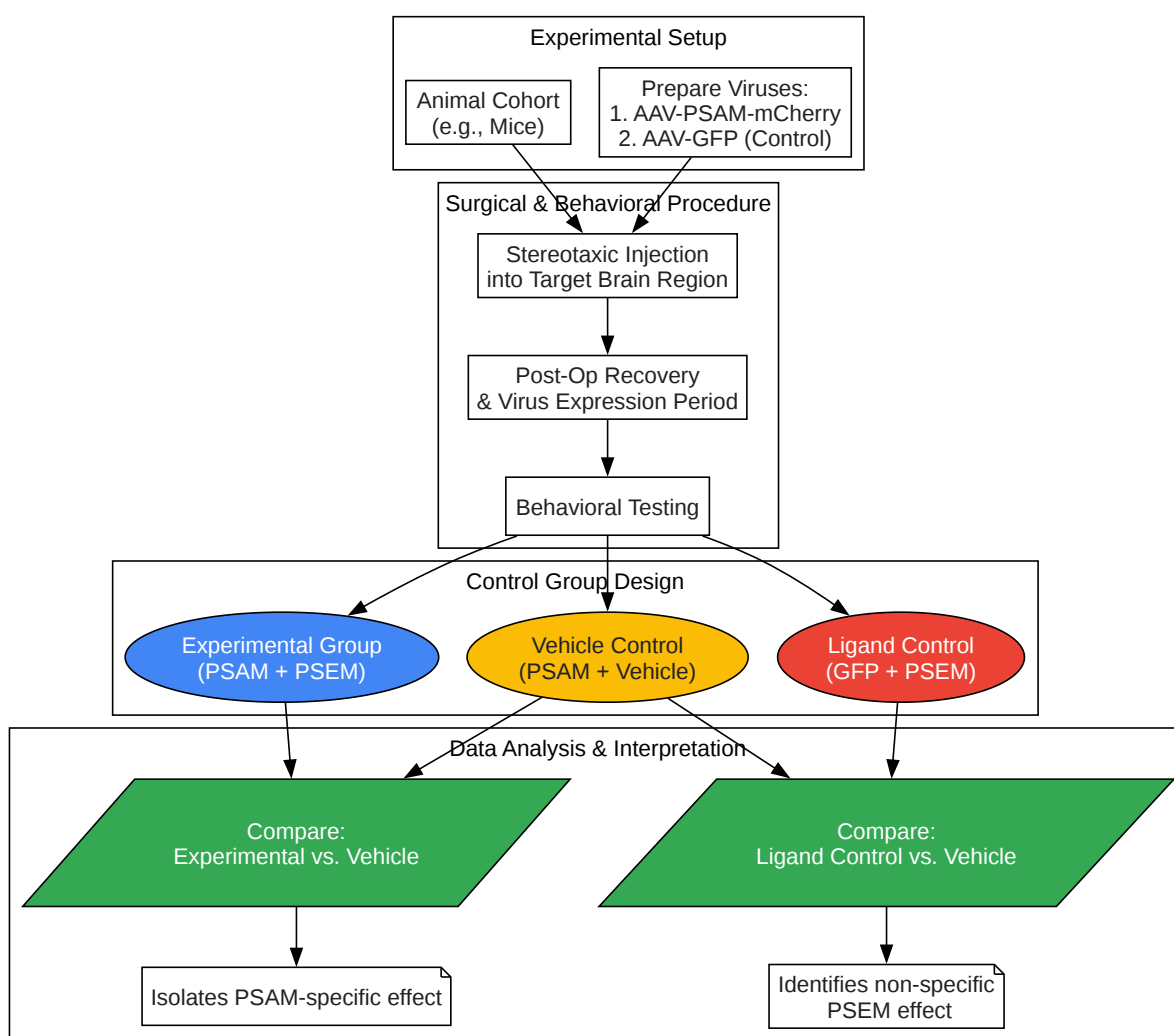 Experimental Setup
Animal Cohort
(e.g., Mice)
Prepare Viruses:
1. AAV-PSAM-mCherry
2. AAV-GFP (Control)
Surgical & Behavioral Procedure
Stereotaxic Injection
into Target Brain Region
Post-Op Recovery
& Virus Expression Period
Behavioral Testing
Control Group Design
Experimental Group
(PSAM + PSEM)
Vehicle Control
(PSAM + Vehicle)
Ligand Control
(GFP + PSEM)
Data Analysis & Interpretation
Compare:
Experimental vs. Vehicle
Compare:
Ligand Control vs. Vehicle
Isolates PSAM-specific effect
Identifies non-specific
PSEM effect